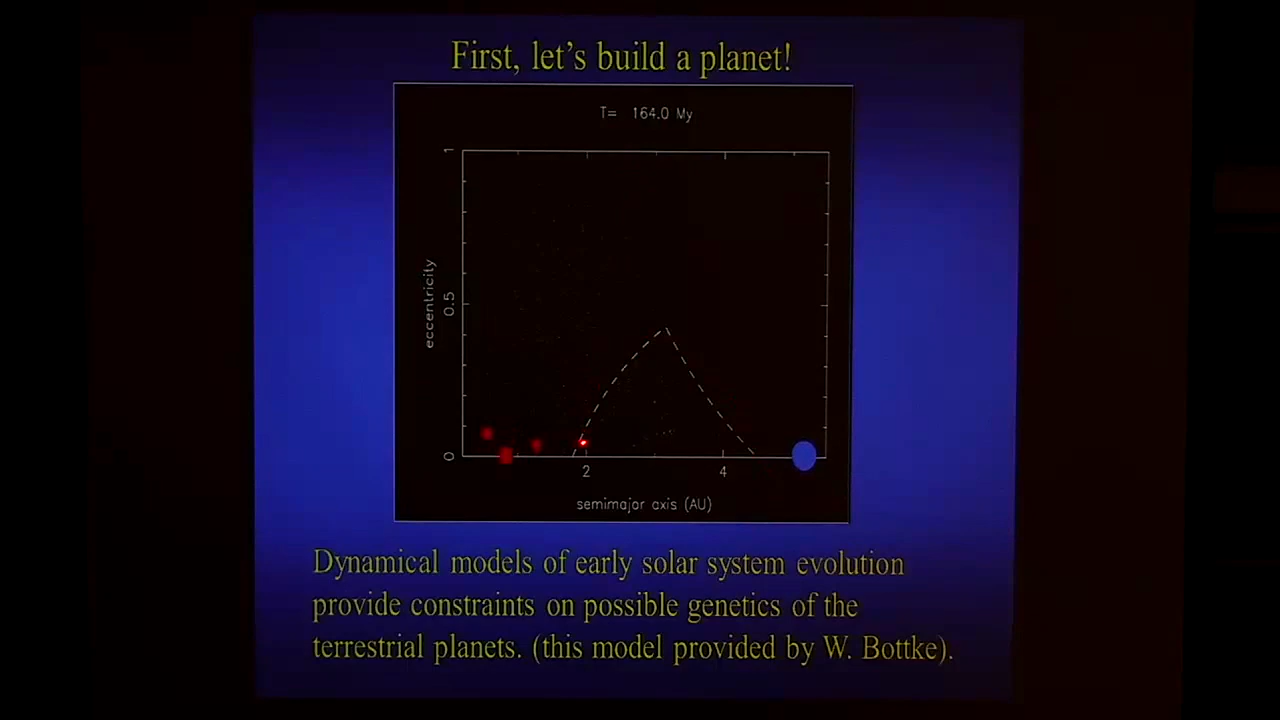 First, let's build a planet!
T= 164.0 My
1
eccentricity
0.5
0
2
4
semimajor axis (AU)
Dynamical models of early solar system evolution
provide constraints on possible genetics of the
terrestrial planets. (this model provided by W. Bottke).